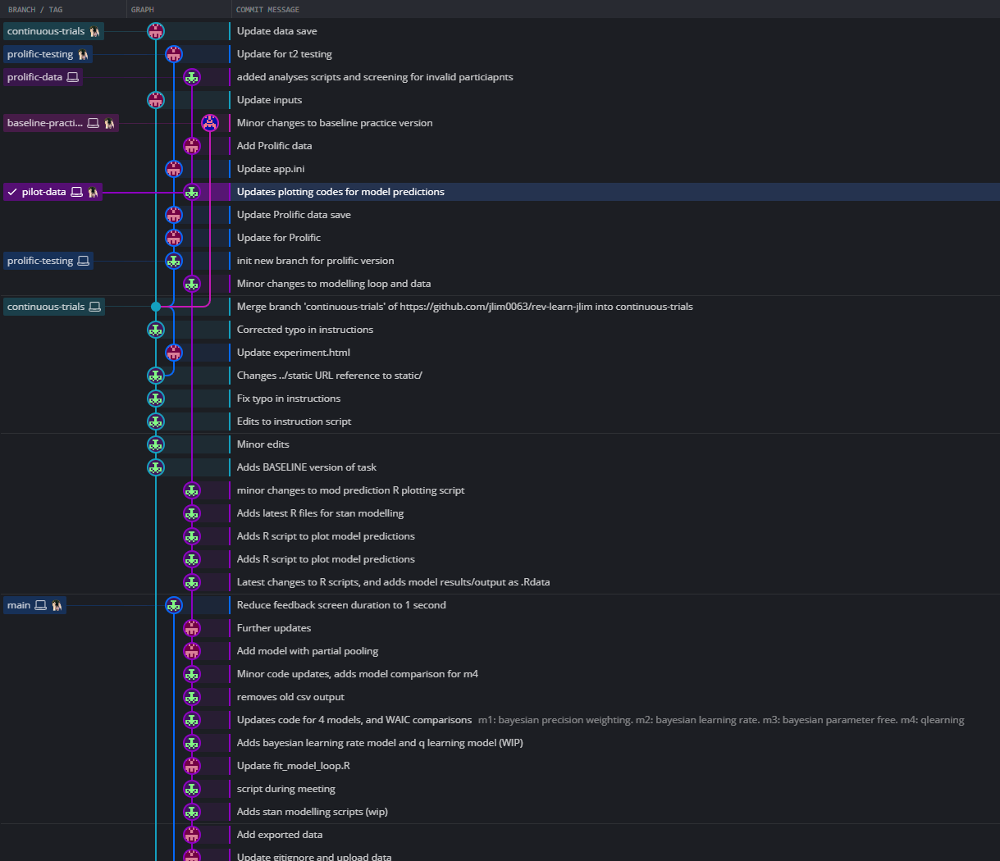 BRANCH / TAG GRAPH COMMIT MESSAGE
continuous-trials Update data save
prolific-testing Update for t2 testing
prolific-data added analyses scripts and screening for invalid particiapnts
Update inputs
baseline-practi... Minor changes to baseline practice version
Add Prolific data
Update app.ini
pilot-data Updates plotting codes for model predictions
Update Prolific data save
Update for Prolific
prolific-testing init new branch for prolific version
Minor changes to modelling loop and data
continuous-trials Merge branch 'continuous-trials' of https://github.com/jlim0063/rev-learn-jlim into continuous-trials
Corrected typo in instructions
Update experiment.html
Changes ../static URL reference to static/
Fix typo in instructions
Edits to instruction script
Minor edits
Adds BASELINE version of task
minor changes to mod prediction R plotting script
Adds latest R files for stan modelling
Adds R script to plot model predictions
Adds R script to plot model predictions
Latest changes to R scripts, and adds model results/output as .Rdata
main Reduce feedback screen duration to 1 second
Further updates
Add model with partial pooling
Minor code updates, adds model comparison for m4
removes old csv output
Updates code for 4 models, and WAIC comparisons m1: bayesian precision weighting. m2: bayesian learning rate. m3: bayesian parameter free. m4: qlearning
Adds bayesian learning rate model and q learning model (WIP)
Update fit_model_loop.R
script during meeting
Adds stan modelling scripts (wip)
Add exported data
Update gitignore and upload data